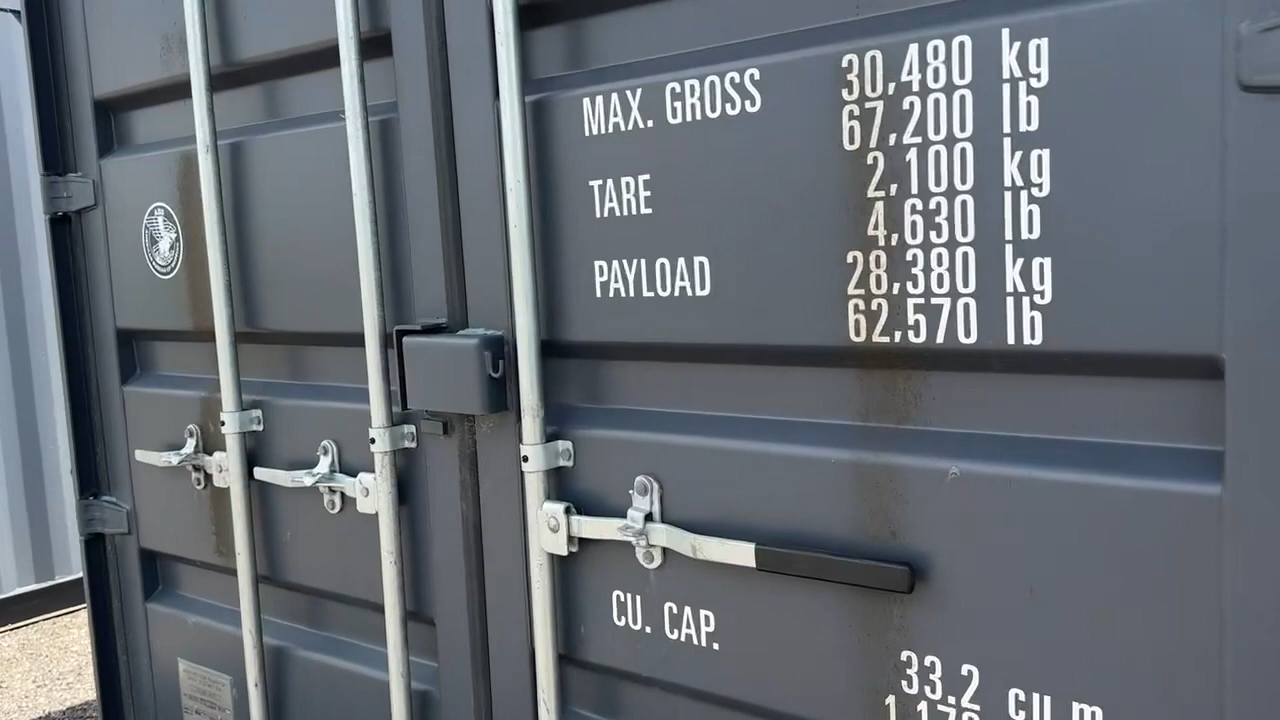 MAX. GROSS 30,480 kg
67,200 lb
TARE 2,100 kg
4,630 lb
PAYLOAD 28,380 kg
62,570 lb
CU. CAP. 33.2 cu.m.